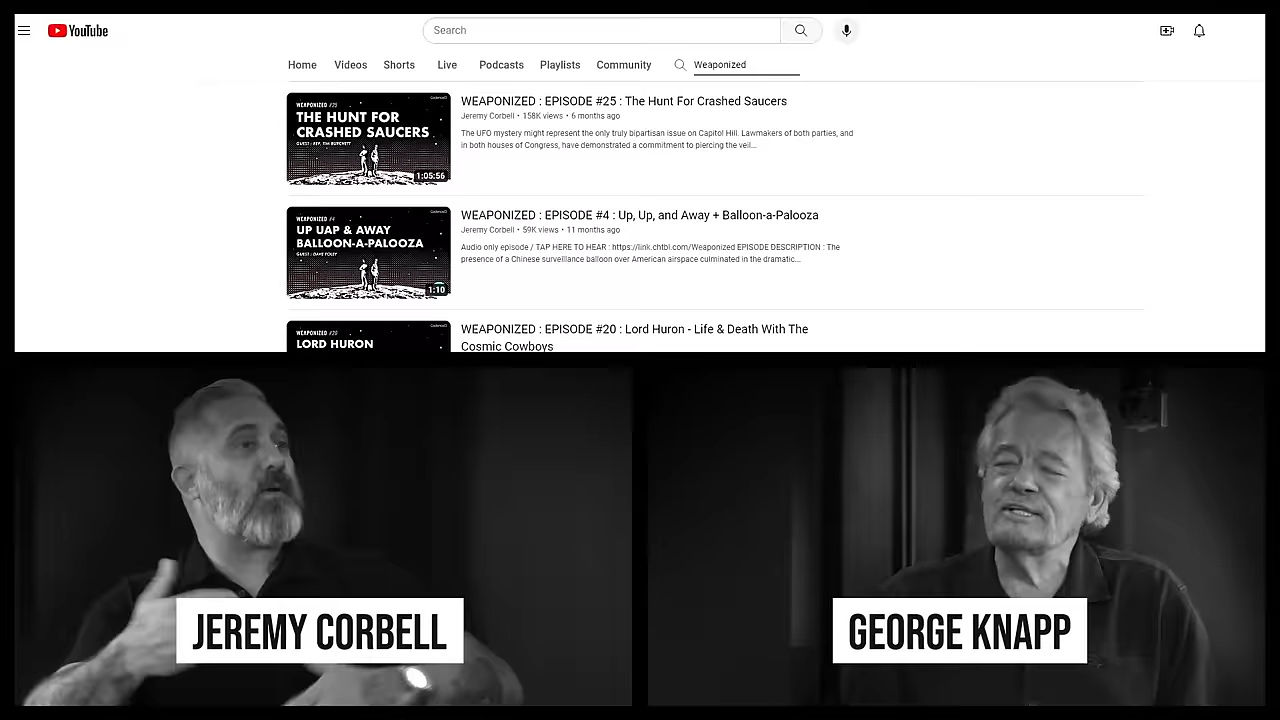 YouTube
Search
Home Videos Shorts Live Podcasts Playlists Community Weaponized
WEAPONIZED #25
THE HUNT FOR
CRASHED SAUCERS
GUEST : REP. TIM BURCHETT
1:05:56
WEAPONIZED : EPISODE #25 : The Hunt For Crashed Saucers
Jeremy Corbell • 158K views • 6 months ago
The UFO mystery might represent the only truly bipartisan issue on Capitol Hill. Lawmakers of both parties, and
in both houses of Congress, have demonstrated a commitment to piercing the veil...
WEAPONIZED #4
UP UAP & AWAY
BALLOON-A-PALOOZA
GUEST : DAVE FOLEY
1:10
WEAPONIZED : EPISODE #4 : Up, Up, and Away + Balloon-a-Palooza
Jeremy Corbell • 59K views • 11 months ago
Audio only episode / TAP HERE TO HEAR : https://link.chtbl.com/Weaponized EPISODE DESCRIPTION : The
presence of a Chinese surveillance balloon over American airspace culminated in the dramatic...
WEAPONIZED #20
LORD HURON
WEAPONIZED : EPISODE #20 : Lord Huron - Life & Death With The
Cosmic Cowboys
JEREMY CORBELL
GEORGE KNAPP